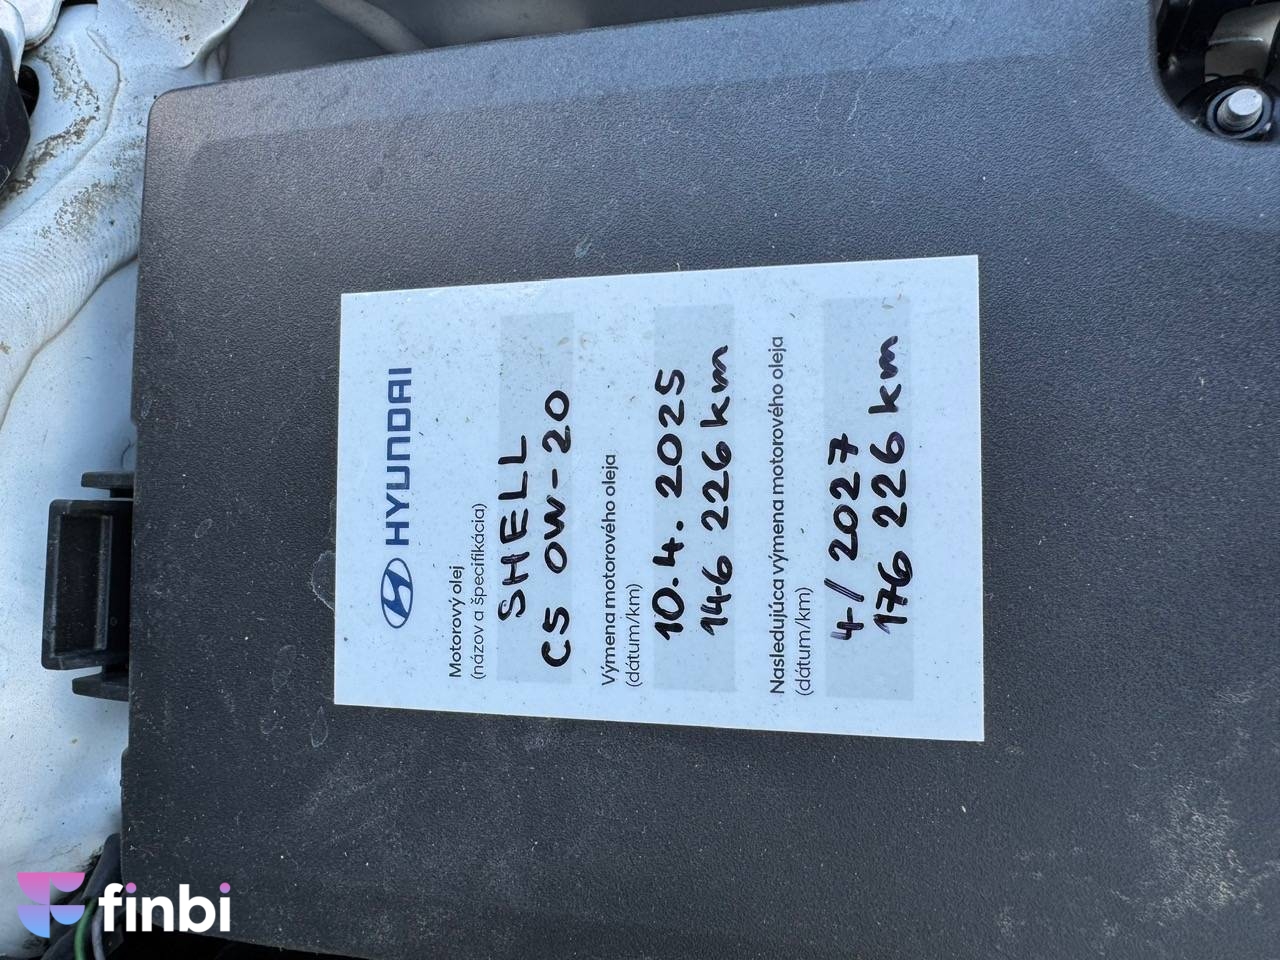 HYUNDAI
Motorový olej
(názov a špecifikácia)
SHELL
C5 0W-20
Výmena motorového oleja
(dátum/km)
10.4.2025
146 226 km
Nasledujúca výmena motorového oleja
(dátum/km)
4/2027
176 226 km
finbi